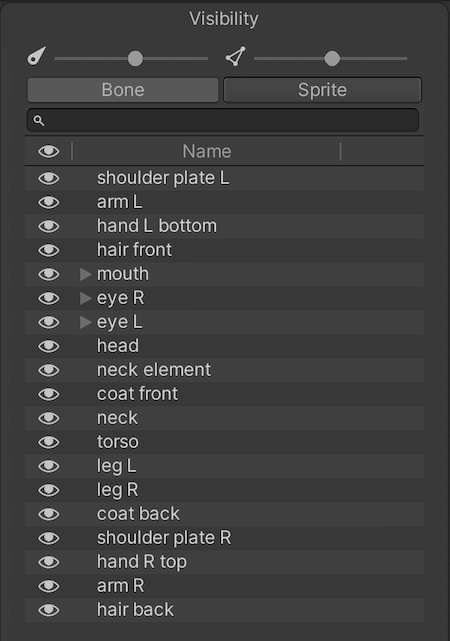 Visibility
Bone Sprite
Name
shoulder plate L
arm L
hand L bottom
hair front
mouth
eye R
eye L
head
neck element
coat front
neck
torso
leg L
leg R
coat back
shoulder plate R
hand R top
arm R
hair back